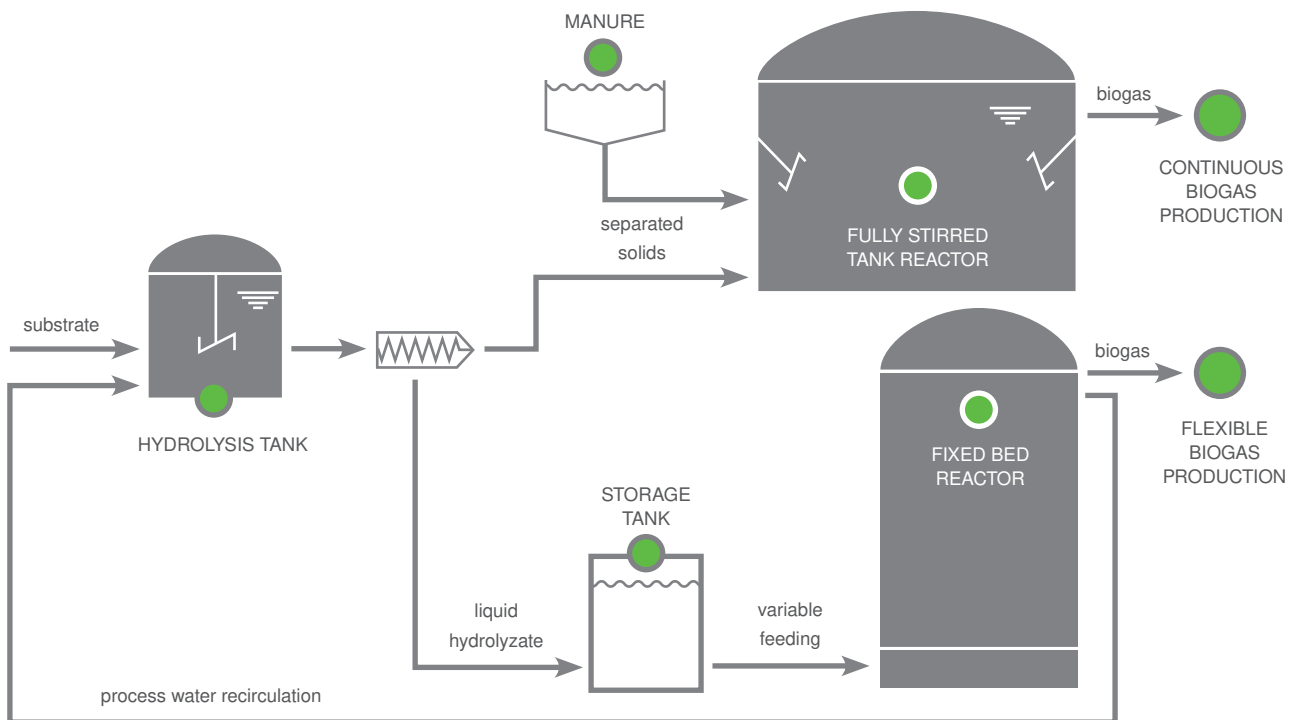 MANURE
biogas
CONTINUOUS
BIOGAS
PRODUCTION
separated
solids
FULLY STIRRED
TANK REACTOR
substrate
HYDROLYSIS TANK
biogas
FLEXIBLE
BIOGAS
PRODUCTION
FIXED BED
REACTOR
STORAGE
TANK
liquid
hydrolyzate
variable
feeding
process water recirculation